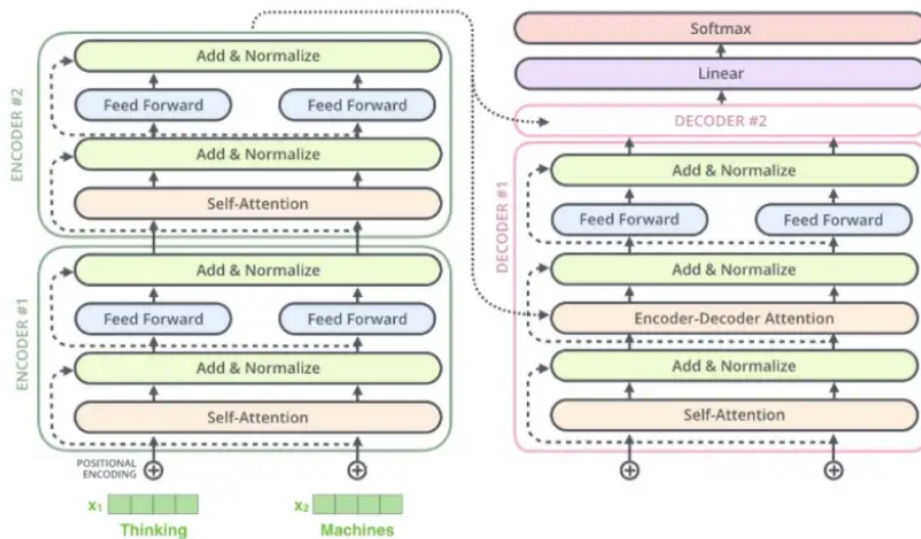 ENCODER #2
Add & Normalize
Feed Forward
Feed Forward
Add & Normalize
Self-Attention
ENCODER #1
Add & Normalize
Feed Forward
Feed Forward
Add & Normalize
Self-Attention
POSITIONAL
ENCODING
x1
x2
Thinking
Machines
Softmax
Linear
DECODER #2
DECODER #1
Add & Normalize
Feed Forward
Feed Forward
Add & Normalize
Encoder-Decoder Attention
Add & Normalize
Self-Attention